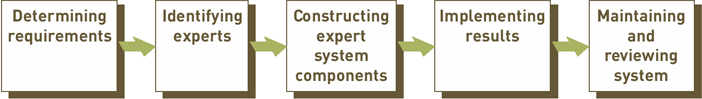 Determining
requirements
Identifying
experts
Constructing
expert
system
components
Implementing
results
Maintaining
and
reviewing
system